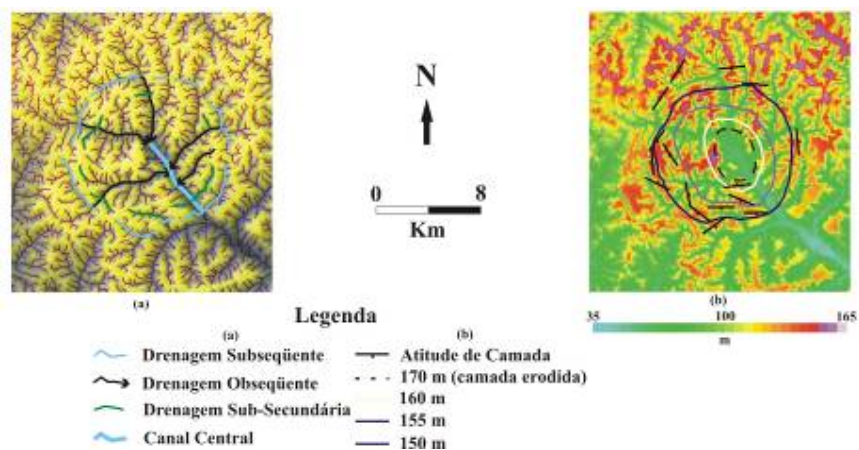 N
0 8
Km
(a)
(b)
Legenda
(a)
(b)
35 100 165
m
Drenagem Subseqüente
Drenagem Obseqüente
Drenagem Sub-Secundária
Canal Central
Atitude de Camada
170 m (camada erodida)
160 m
155 m
150 m